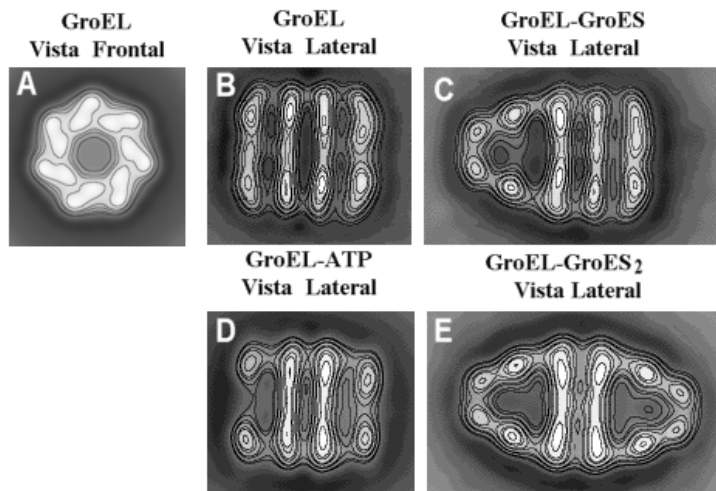 GroEL
Vista Frontal
GroEL
Vista Lateral
GroEL-GroES
Vista Lateral
A
B
C
GroEL-ATP
Vista Lateral
GroEL-GroES₂
Vista Lateral
D
E